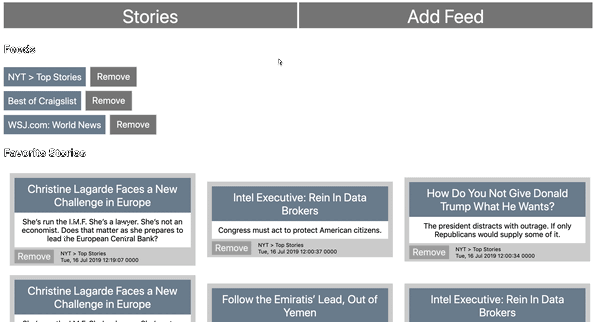 Stories
Add Feed
Feeds
NYT > Top Stories
Remove
Best of Craigslist
Remove
WSJ.com: World News
Remove
Favorite Stories
Christine Lagarde Faces a New
Challenge in Europe
She's run the I.M.F. She's a lawyer. She's not an
economist. Does that matter as she prepares to
lead the European Central Bank?
Remove
NYT > Top Stories
Tue, 16 Jul 2019 12:19:07 0000
Intel Executive: Rein In Data
Brokers
Congress must act to protect American citizens.
Remove
NYT > Top Stories
Tue, 16 Jul 2019 12:00:37 0000
How Do You Not Give Donald
Trump What He Wants?
The president distracts with outrage. If only
Republicans would supply some of it.
Remove
NYT > Top Stories
Tue, 16 Jul 2019 12:00:34 0000
Christine Lagarde Faces a New
Challenge in Europe
Follow the Emiratis' Lead, Out of
Yemen
Intel Executive: Rein In Data
Brokers